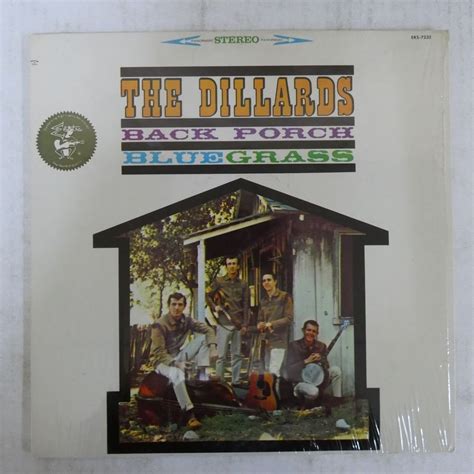 STEREO
EKS-7232
THE DILLARDS
BACK PORCH
BLUEGRASS